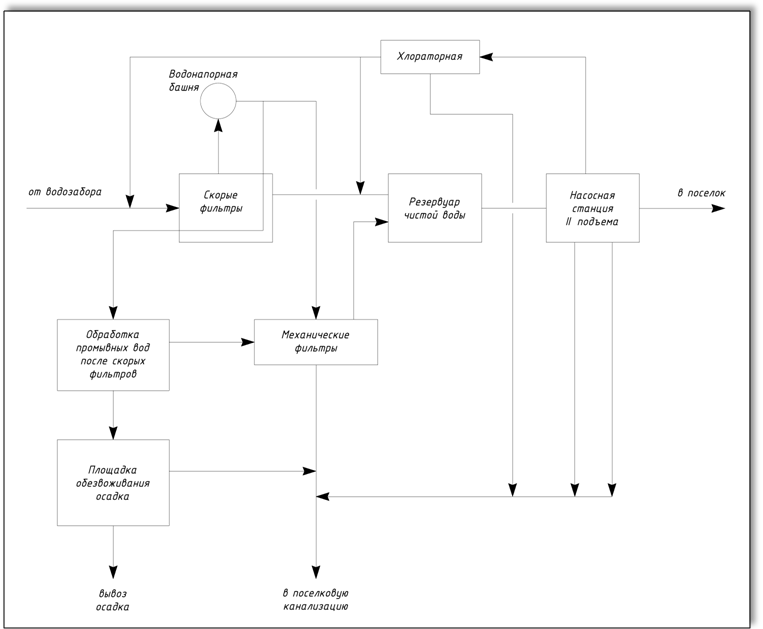 Хлораторная
Водонапорная
башня
от водозабора
Скорые
фильтры
Резервуар
чистой воды
Насосная
станция
II подъема
в поселок
Обработка
промывных вод
после скорых
фильтров
Механические
фильтры
Площадка
обезвоживания
осадка
вывоз
осадка
в поселковую
канализацию